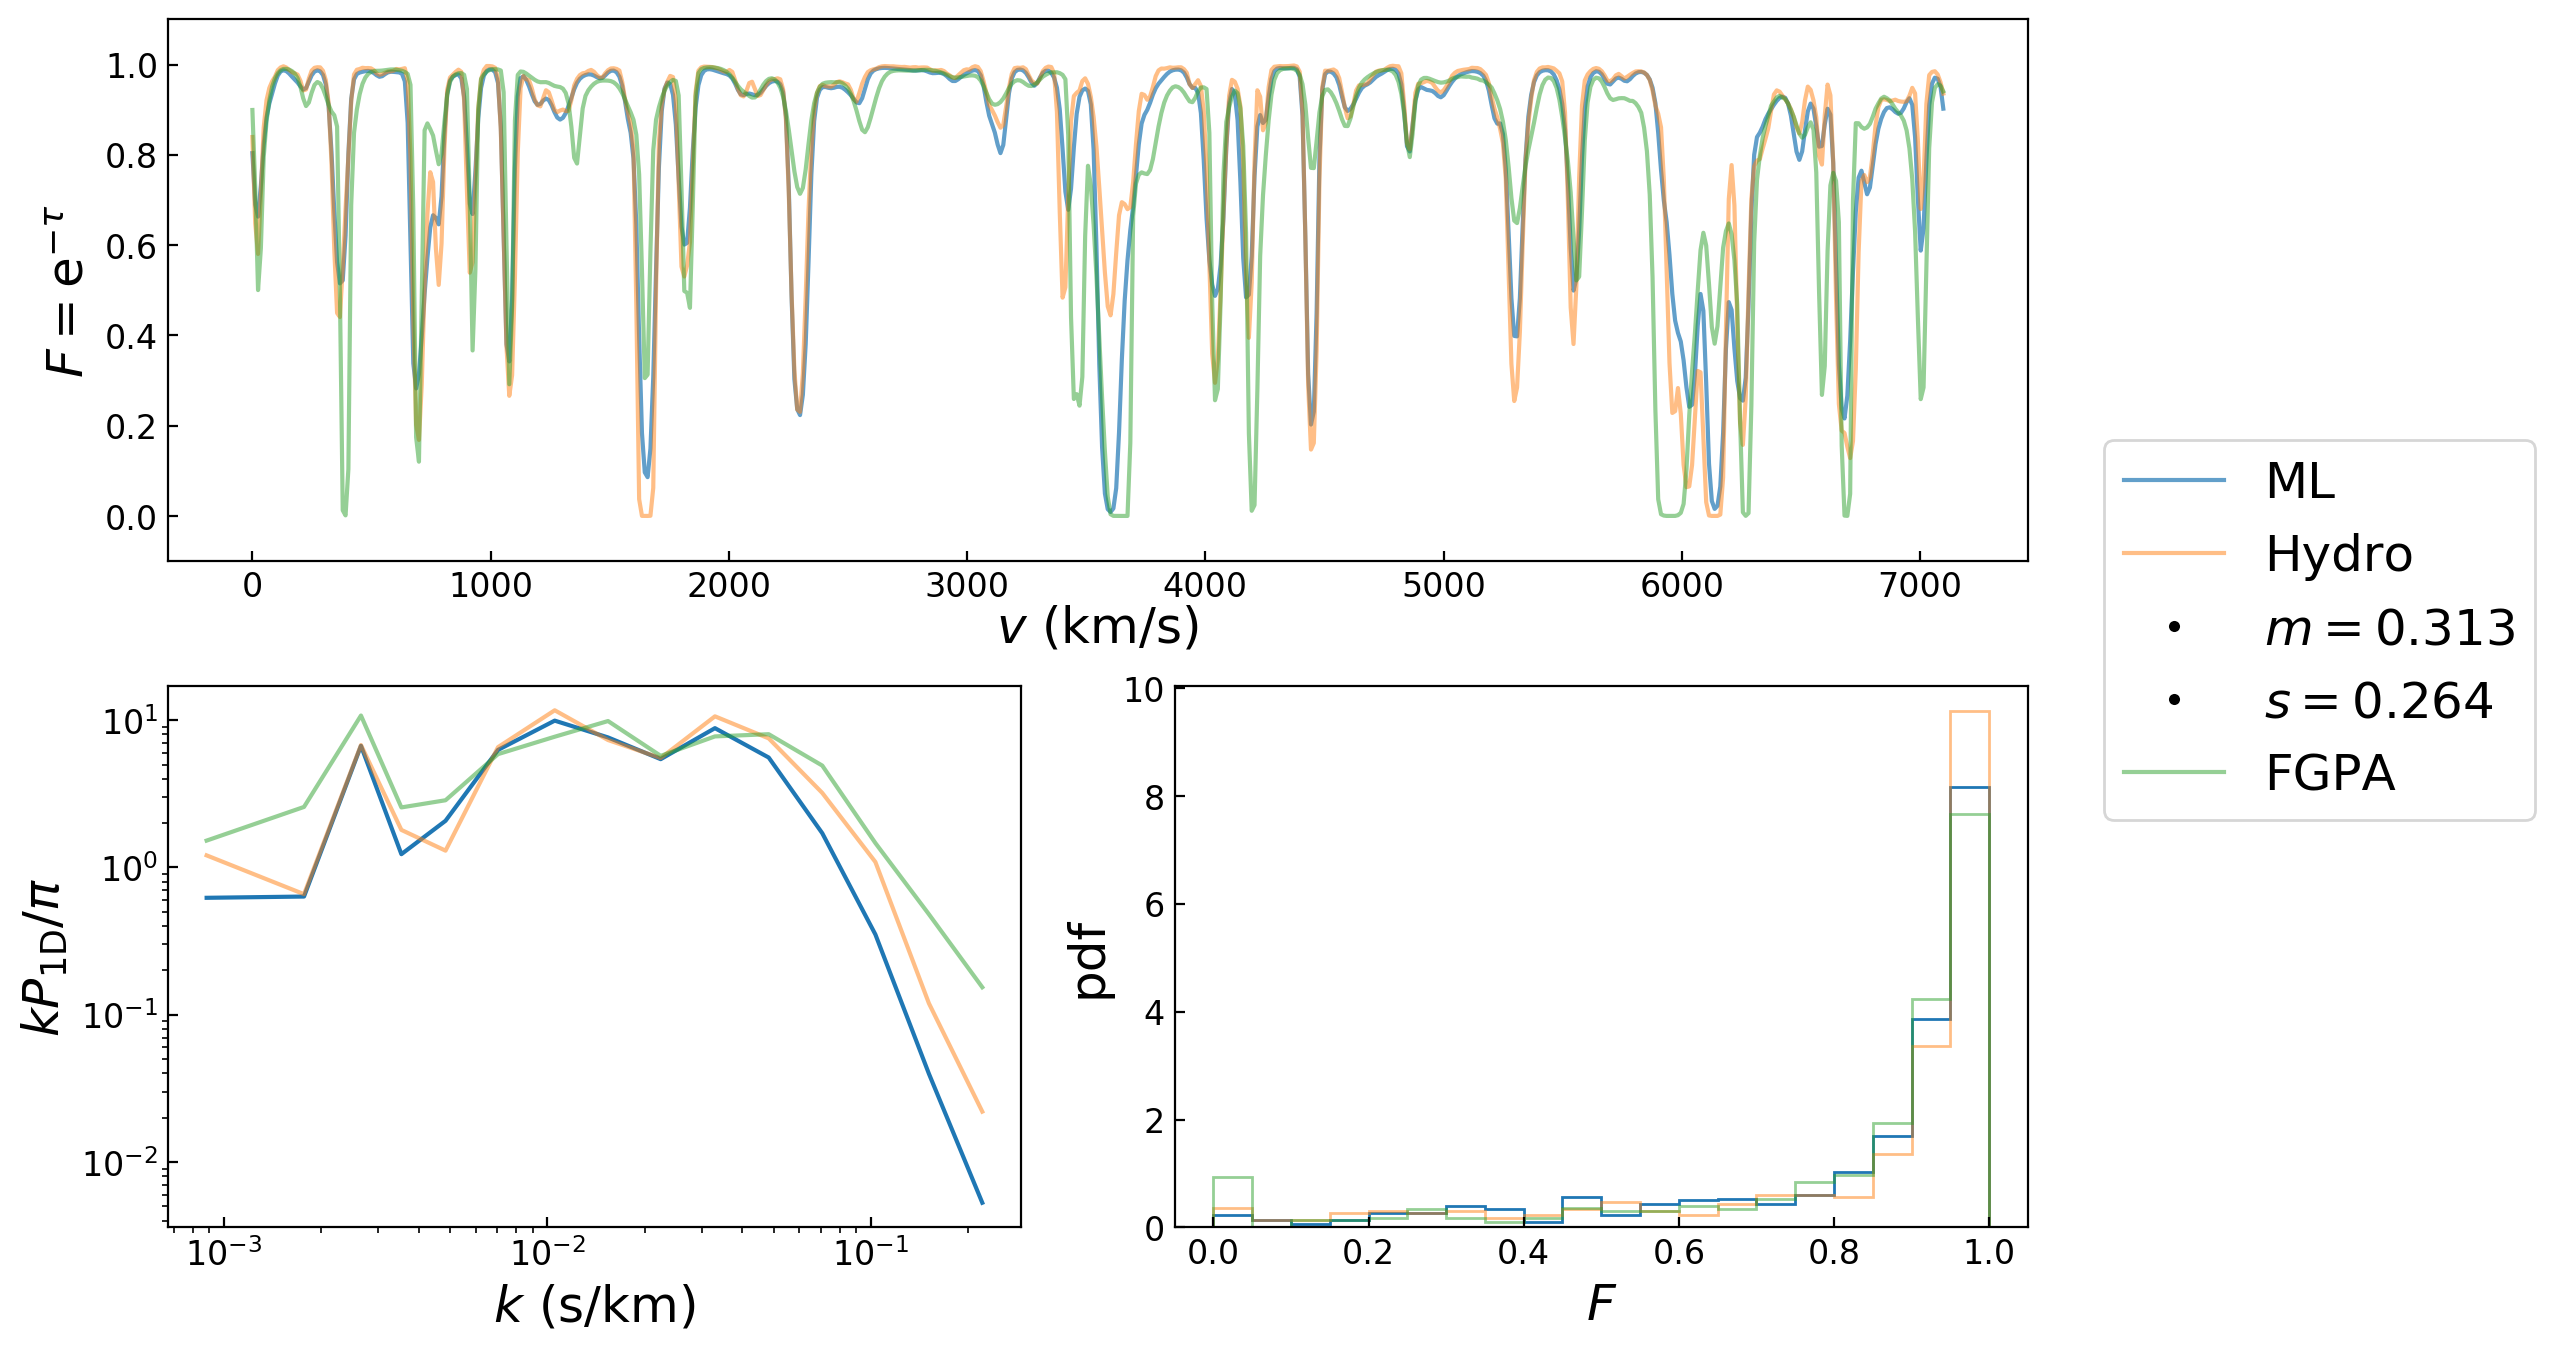 1.0
0.8
0.6
0.4
0.2
0.0
F = e^{−τ}
0 1000 2000 3000 4000 5000 6000 7000
v (km/s)
ML
Hydro
m = 0.313
s = 0.264
FGPA
10^1
10^0
10^{−1}
10^{−2}
kP_{1D}/π
10^{−3} 10^{−2} 10^{−1}
k (s/km)
10
8
6
4
2
0
pdf
0.0 0.2 0.4 0.6 0.8 1.0
F